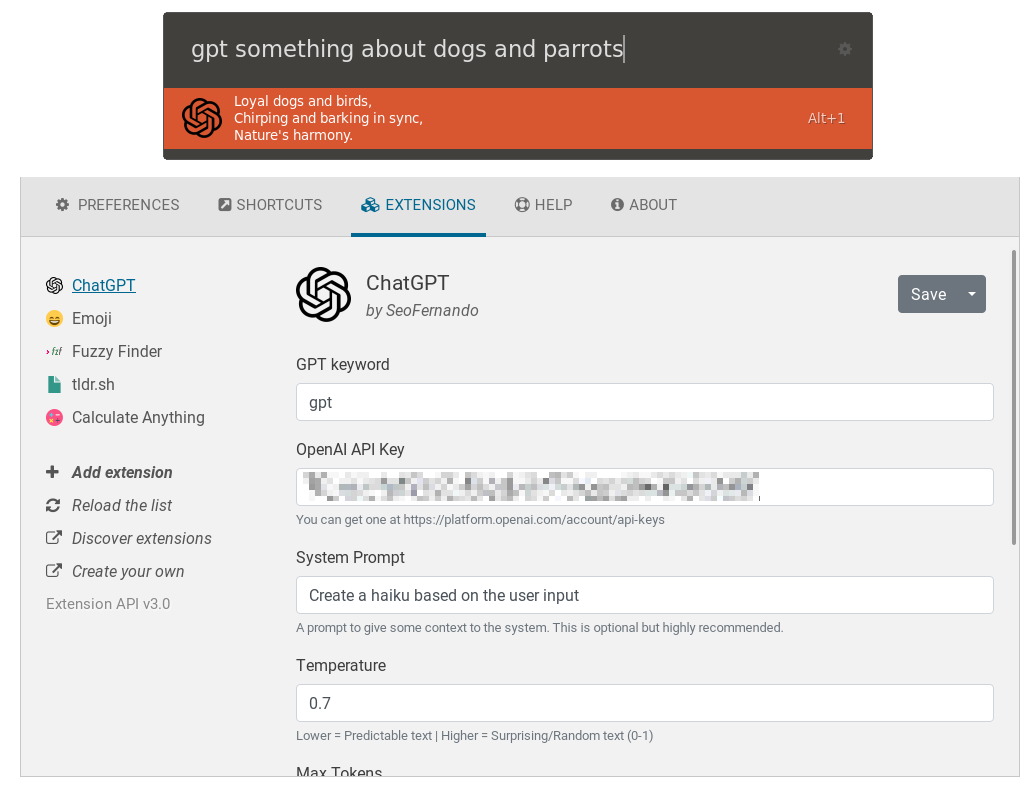 gpt something about dogs and parrots
Loyal dogs and birds,
Chirping and barking in sync,
Nature's harmony.
Alt+1
PREFERENCES
SHORTCUTS
EXTENSIONS
HELP
ABOUT
ChatGPT
Emoji
fzf
Fuzzy Finder
tldr.sh
Calculate Anything
Add extension
Reload the list
Discover extensions
Create your own
Extension API v3.0
ChatGPT
by SeoFernando
Save
GPT keyword
gpt
OpenAI API Key
You can get one at https://platform.openai.com/account/api-keys
System Prompt
Create a haiku based on the user input
A prompt to give some context to the system. This is optional but highly recommended.
Temperature
0.7
Lower = Predictable text | Higher = Surprising/Random text (0-1)
Max Tokens